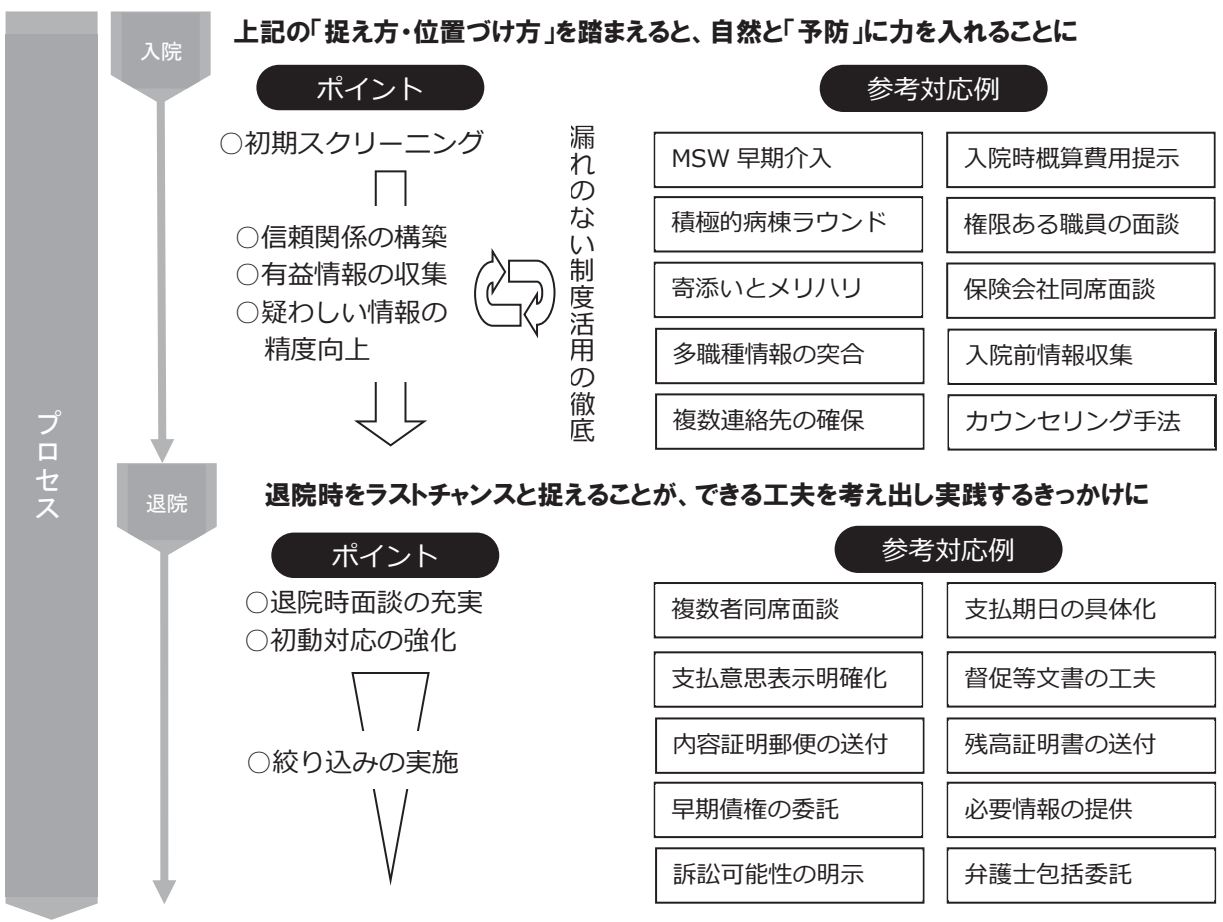 プロセス
入院
上記の「捉え方・位置づけ方」を踏まえると、自然と「予防」に力を入れることに
ポイント
○初期スクリーニング
○信頼関係の構築
○有益情報の収集
○疑わしい情報の
精度向上
漏れのない制度活用の徹底
参考対応例
MSW 早期介入
入院時概算費用提示
積極的病棟ラウンド
権限ある職員の面談
寄添いとメリハリ
保険会社同席面談
多職種情報の突合
入院前情報収集
複数連絡先の確保
カウンセリング手法
退院
退院時をラストチャンスと捉えることが、できる工夫を考え出し実践するきっかけに
ポイント
○退院時面談の充実
○初動対応の強化
○絞り込みの実施
参考対応例
複数者同席面談
支払期日の具体化
支払意思表示明確化
督促等文書の工夫
内容証明郵便の送付
残高証明書の送付
早期債権の委託
必要情報の提供
訴訟可能性の明示
弁護士包括委託